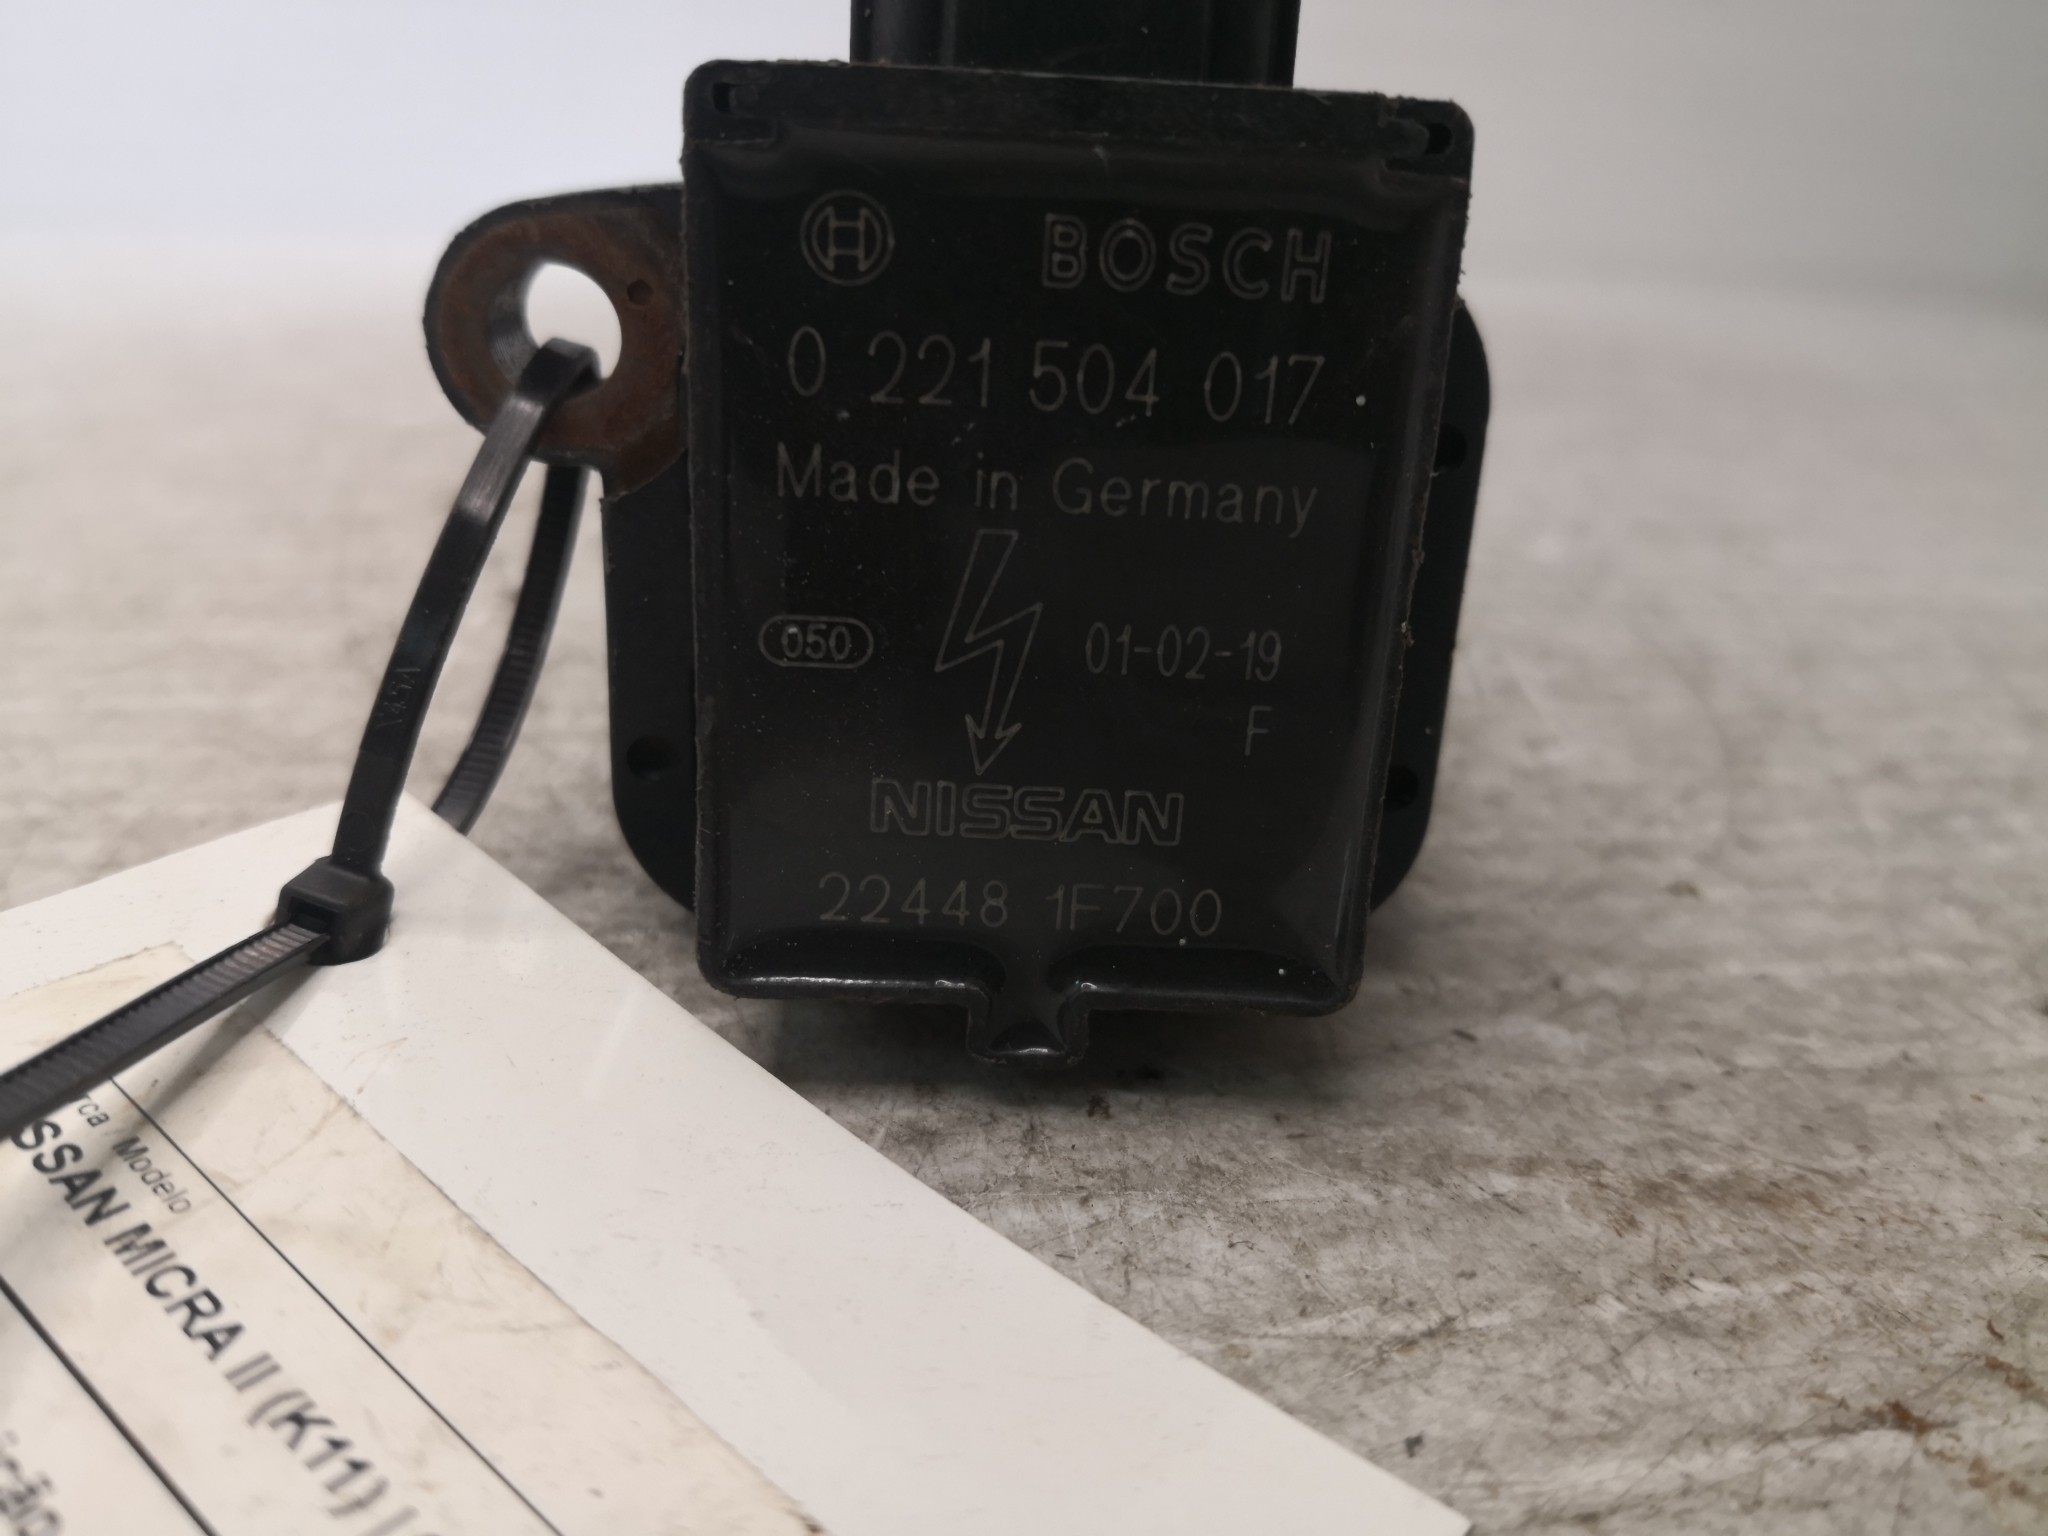 BOSCH
0 221 504 017
Made in Germany
050
01-02-19
F
NISSAN
22448 1F700
Modelo
MICRA II (K11)